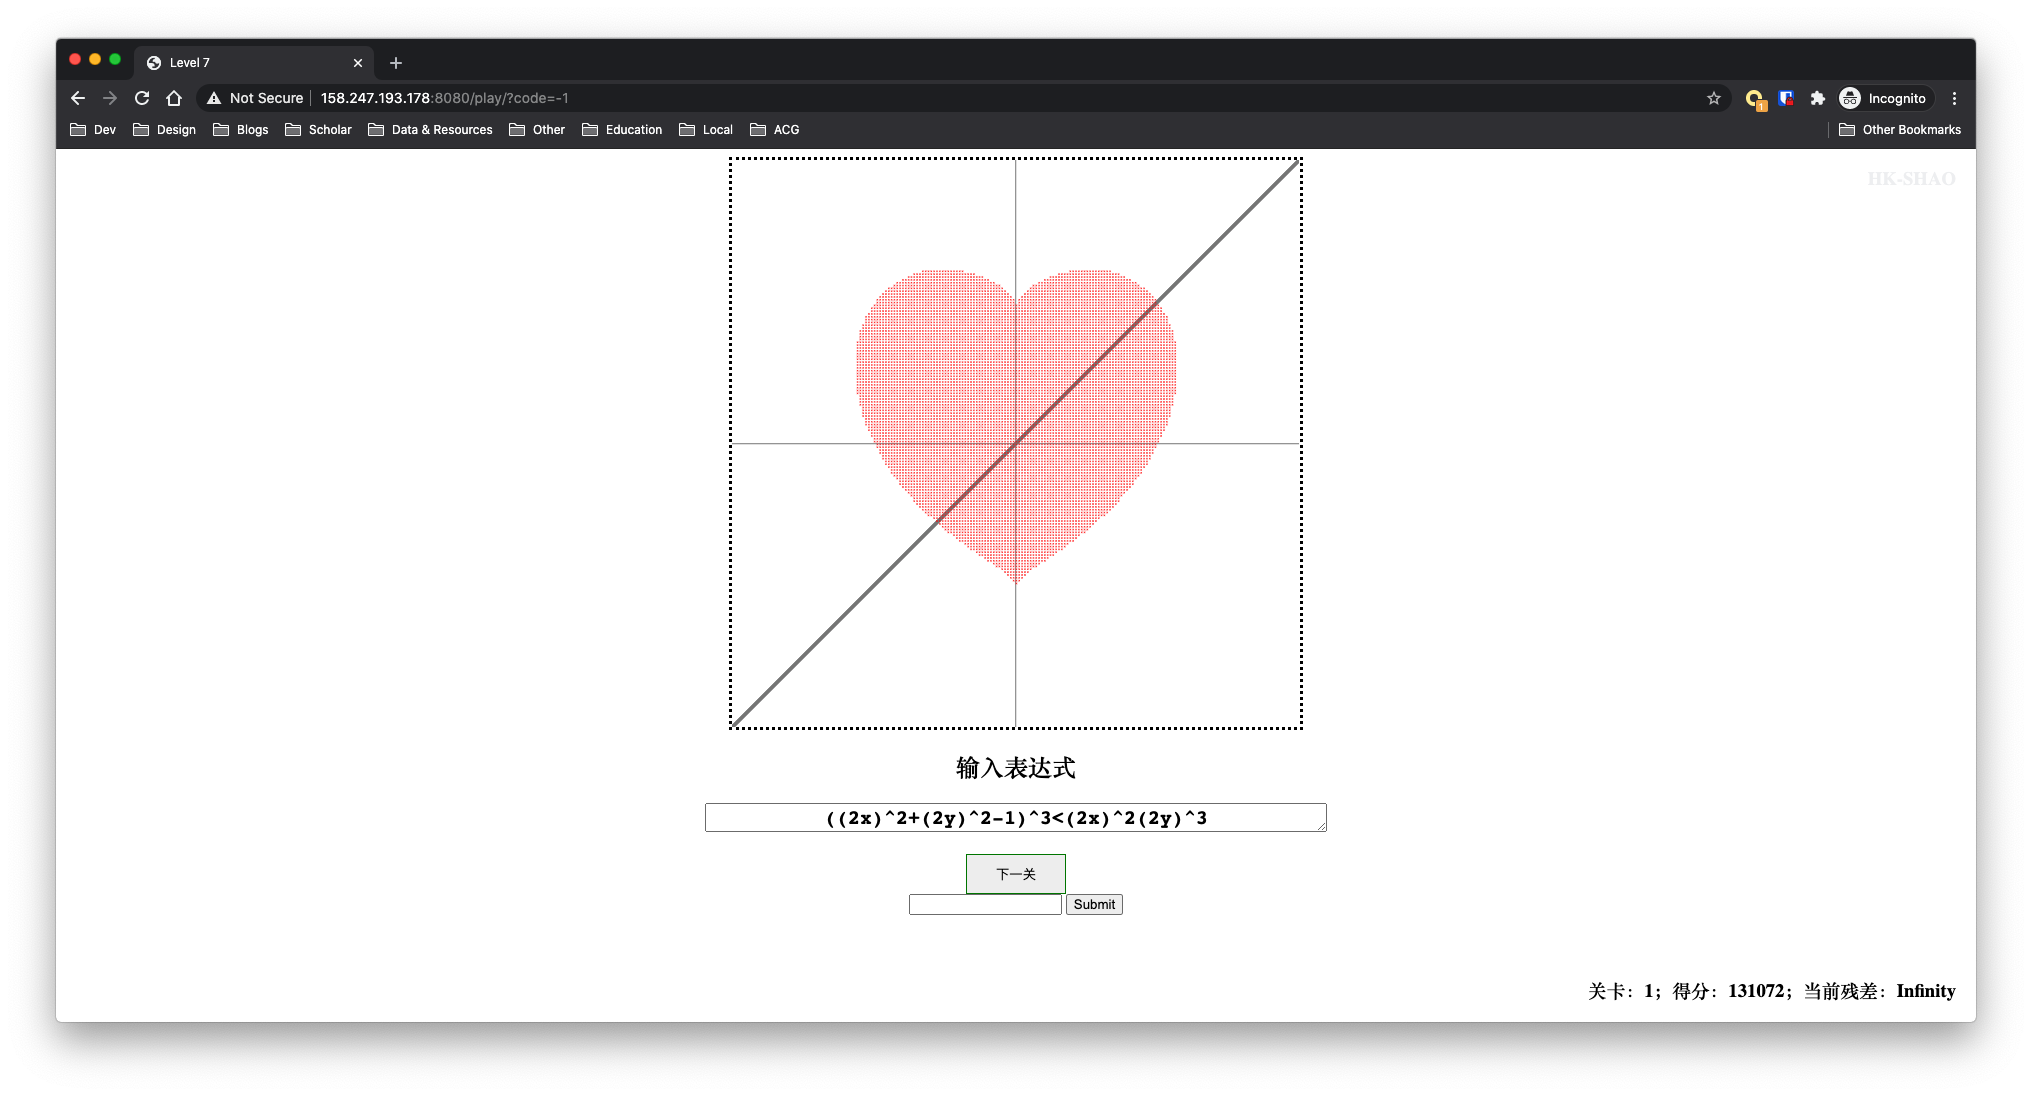 Level 7
Not Secure 158.247.193.178:8080/play/?code=-1
1
Incognito
Dev Design Blogs Scholar Data & Resources Other Education Local ACG Other Bookmarks
HK-SHAO
输入表达式
((2x)^2+(2y)^2-1)^3<(2x)^2(2y)^3
下一关
Submit
关卡：1；得分：131072；当前残差：Infinity